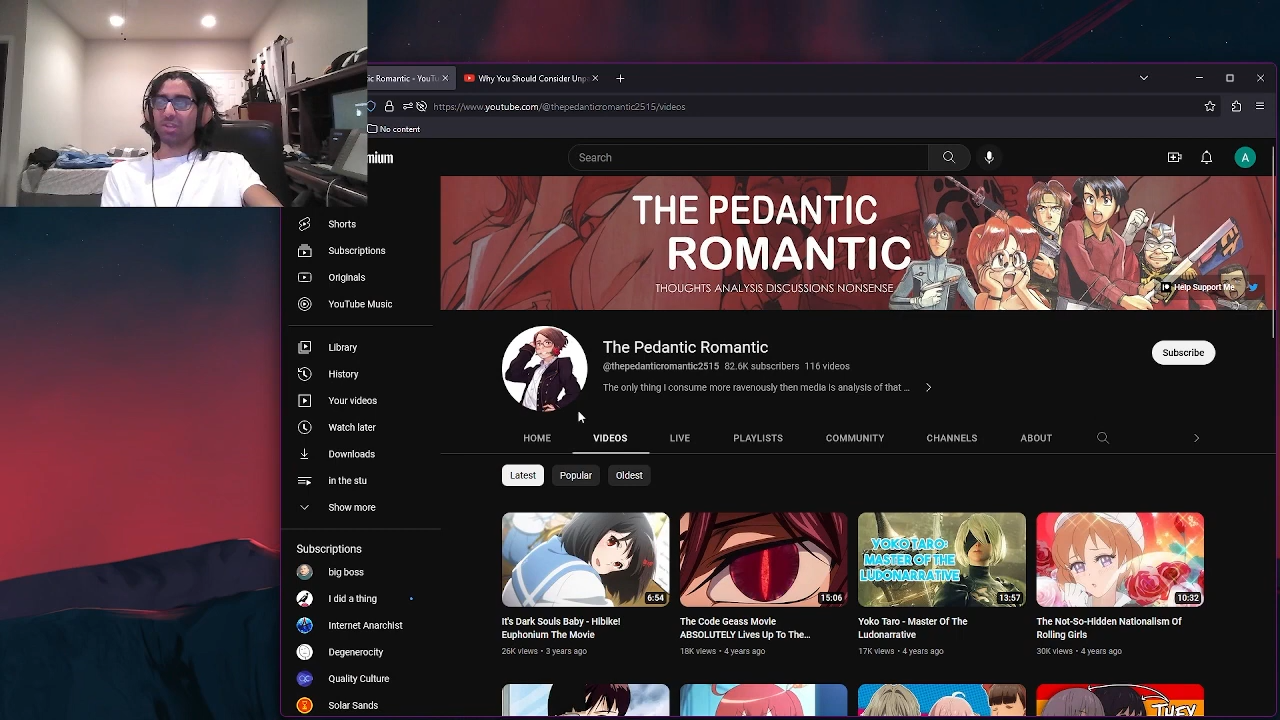 ic Romantic - YouTu
Why You Should Consider Unp
https://www.youtube.com/@thepedanticromantic2515/videos
No content
mium
Search
A
Shorts
Subscriptions
Originals
YouTube Music
Library
History
Your videos
Watch later
Downloads
in the stu
Show more
Subscriptions
big boss
I did a thing
Internet Anarchist
Degenerocity
Quality Culture
Solar Sands
THE PEDANTIC
ROMANTIC
THOUGHTS ANALYSIS DISCUSSIONS NONSENSE
Help Support Me
The Pedantic Romantic
@thepedanticromantic2515 82.6K subscribers 116 videos
The only thing I consume more ravenously then media is analysis of that ...
Subscribe
HOME
VIDEOS
LIVE
PLAYLISTS
COMMUNITY
CHANNELS
ABOUT
Latest
Popular
Oldest
6:54
It's Dark Souls Baby - Hibike!
Euphonium The Movie
26K views • 3 years ago
15:06
The Code Geass Movie
ABSOLUTELY Lives Up To The...
18K views • 4 years ago
YOKO TARO:
MASTER OF THE
LUDONARRATIVE
13:57
Yoko Taro - Master Of The
Ludonarrative
17K views • 4 years ago
10:32
The Not-So-Hidden Nationalism Of
Rolling Girls
30K views • 4 years ago
THEY